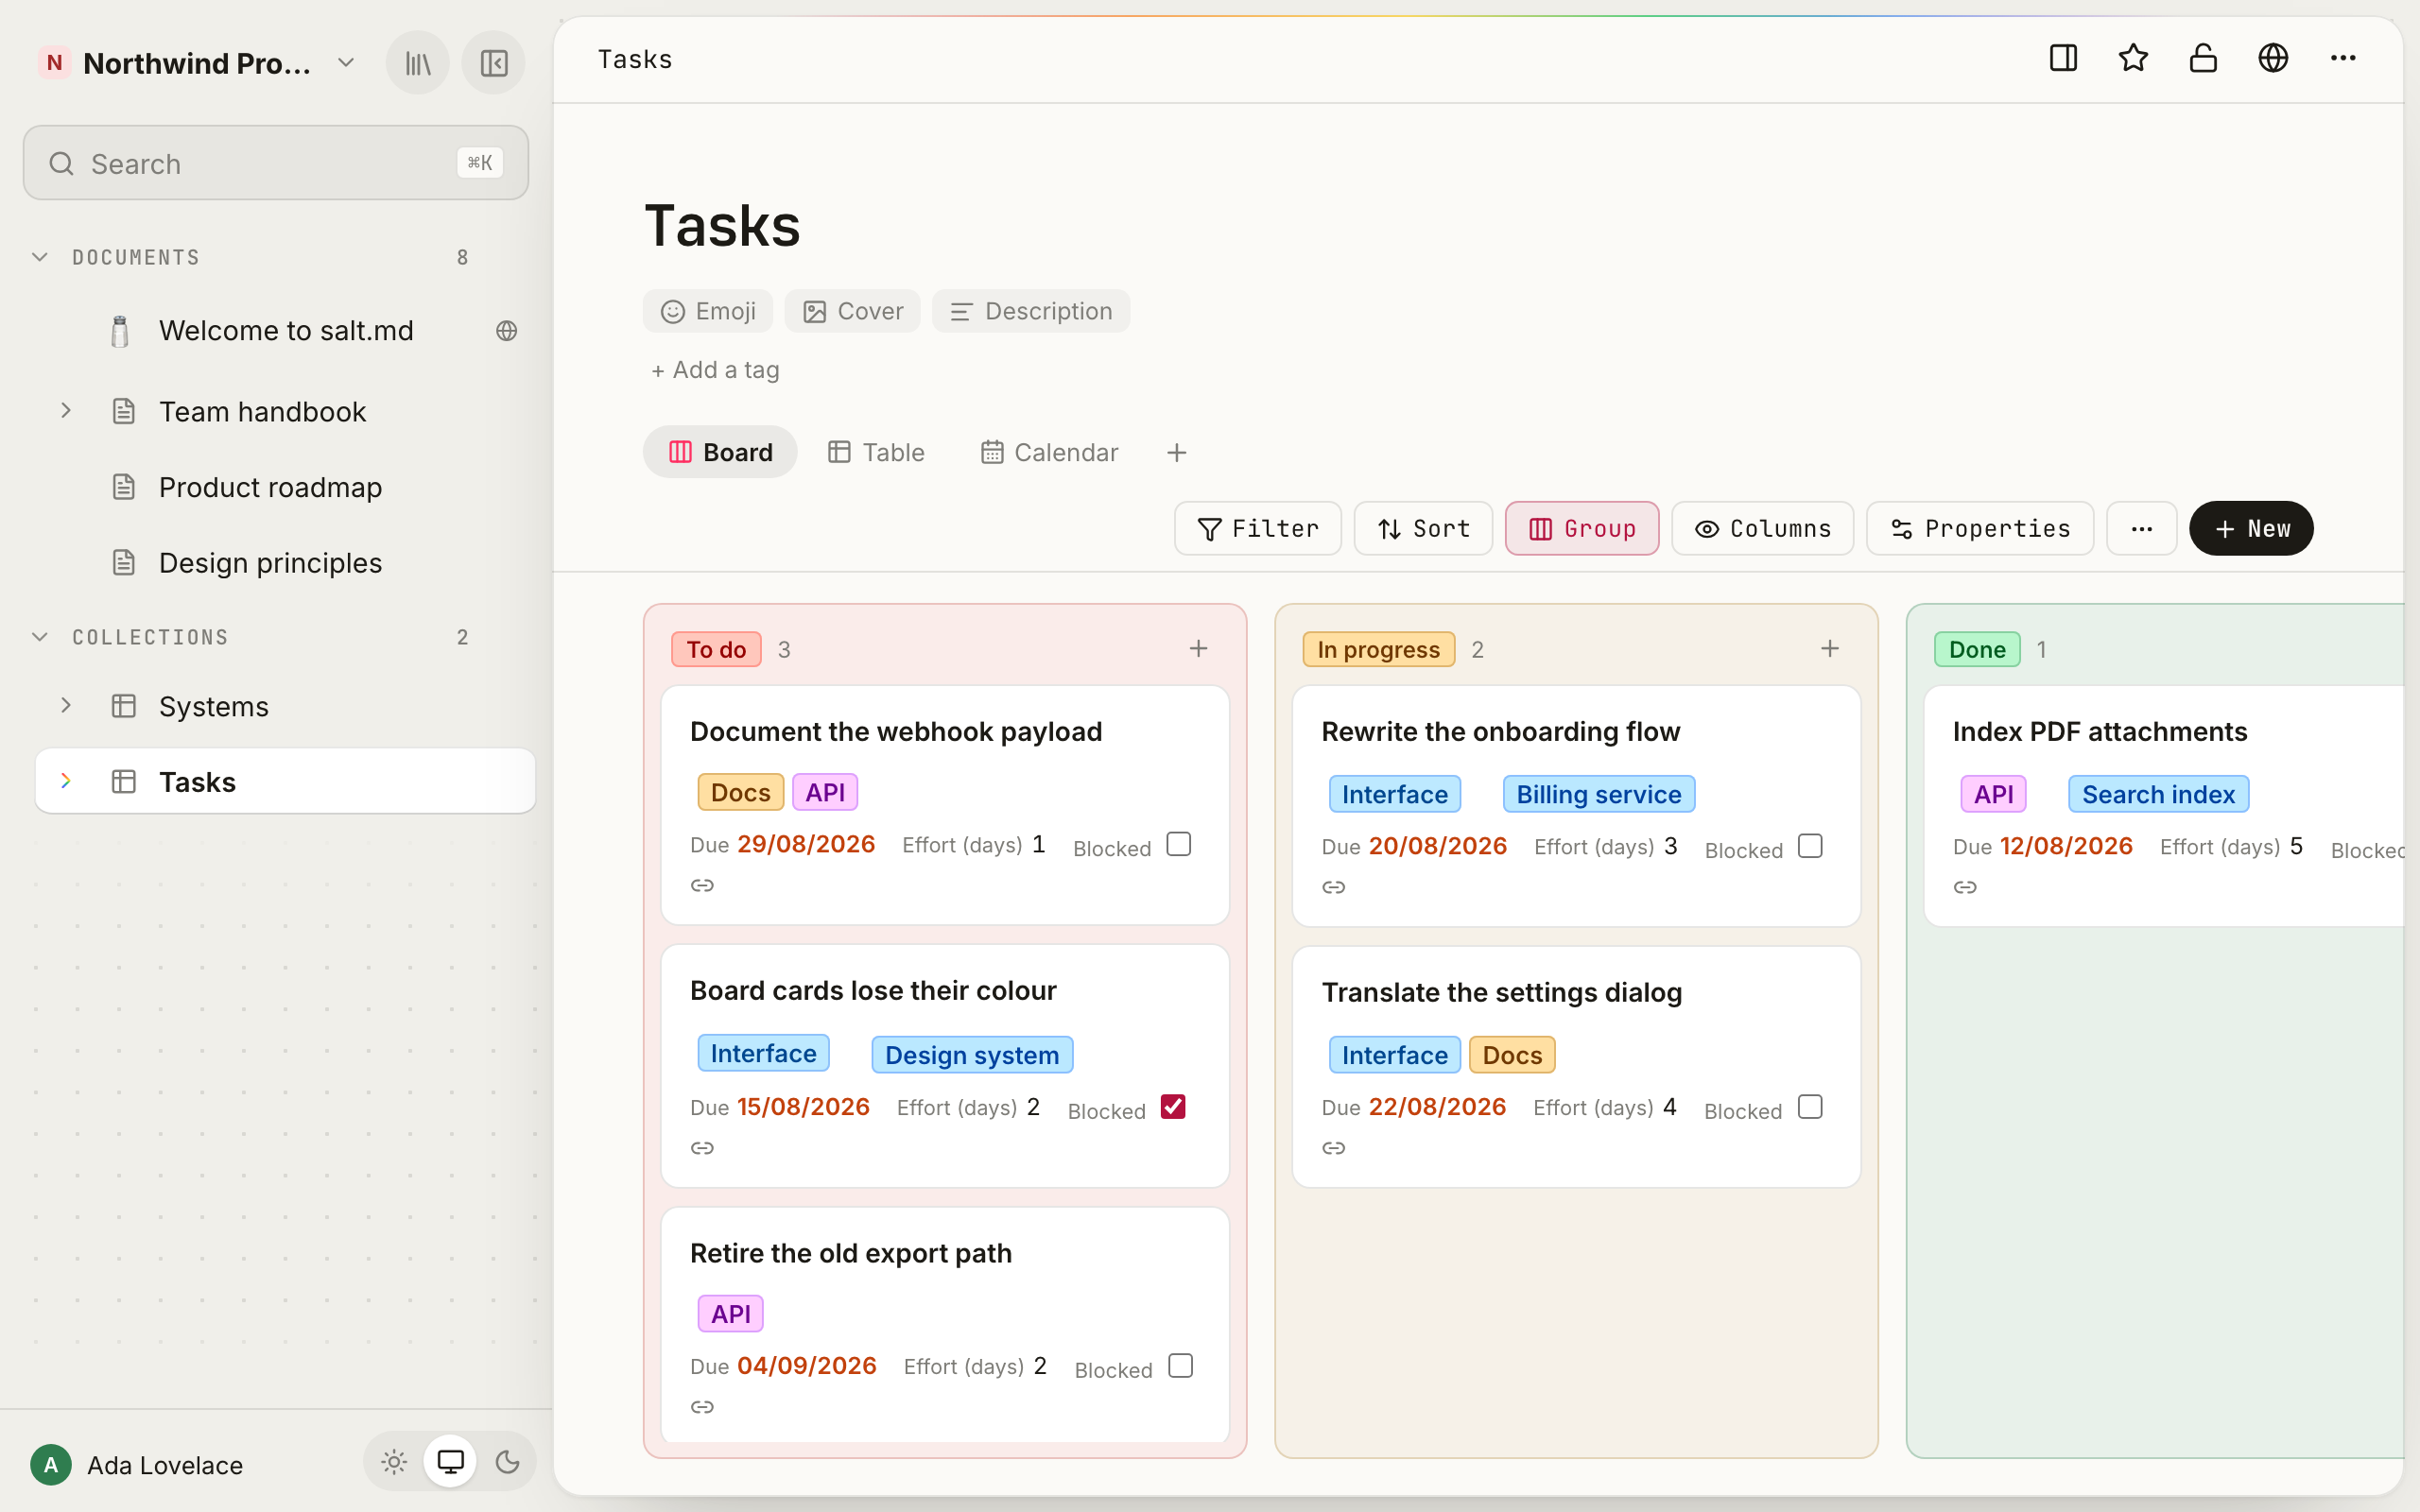 N Northwind Pro...
Search ⌘K
DOCUMENTS 8
Welcome to salt.md
Team handbook
Product roadmap
Design principles
COLLECTIONS 2
Systems
Tasks
A Ada Lovelace
Tasks
Tasks
Emoji Cover Description
+ Add a tag
Board Table Calendar +
Filter Sort Group Columns Properties ... + New
To do 3 +
Document the webhook payload
Docs API
Due 29/08/2026 Effort (days) 1 Blocked
Board cards lose their colour
Interface Design system
Due 15/08/2026 Effort (days) 2 Blocked
Retire the old export path
API
Due 04/09/2026 Effort (days) 2 Blocked
In progress 2 +
Rewrite the onboarding flow
Interface Billing service
Due 20/08/2026 Effort (days) 3 Blocked
Translate the settings dialog
Interface Docs
Due 22/08/2026 Effort (days) 4 Blocked
Done 1
Index PDF attachments
API Search index
Due 12/08/2026 Effort (days) 5 Blocked